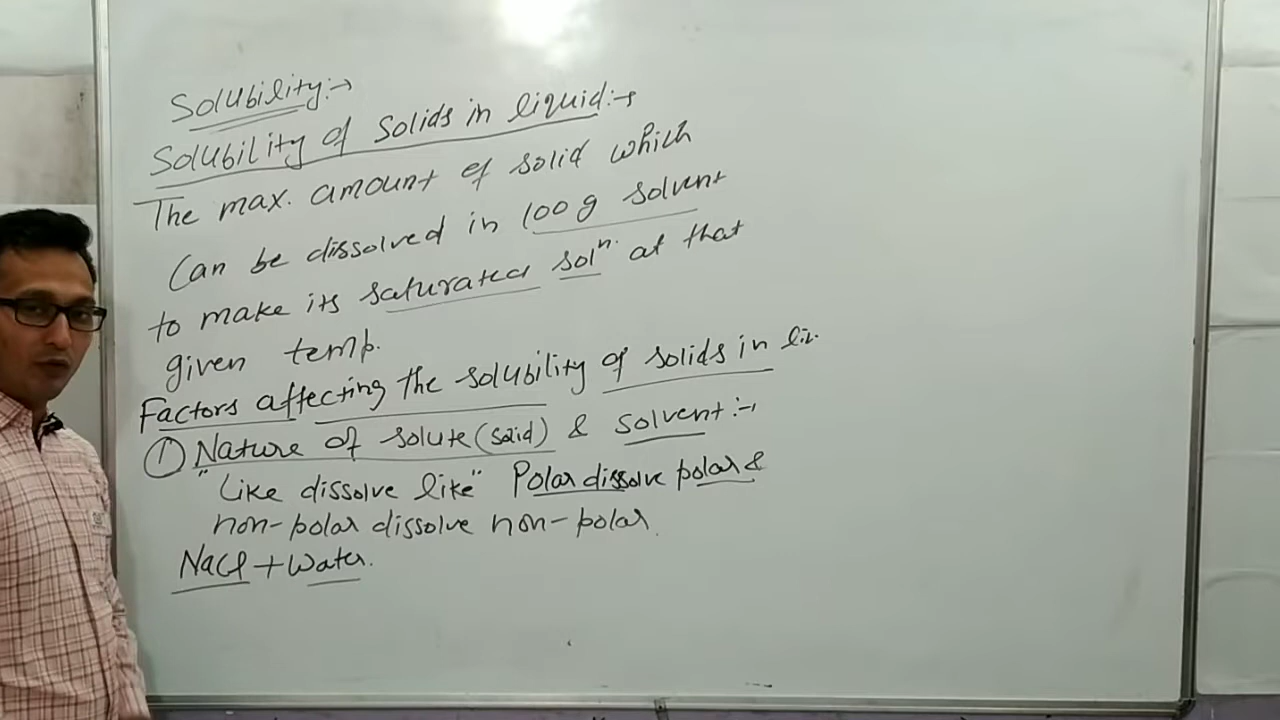 Solubility:→
Solubility of Solids in liquid:→
The max. amount of solid which
Can be dissolved in 100 g solvent
to make its saturated solⁿ. at that
given temp.
Factors affecting the solubility of solids in liq.
① Nature of solute (solid) & solvent:→
"Like dissolve like" Polar dissolve polar &
non-polar dissolve non-polar.
NaCl + Water.